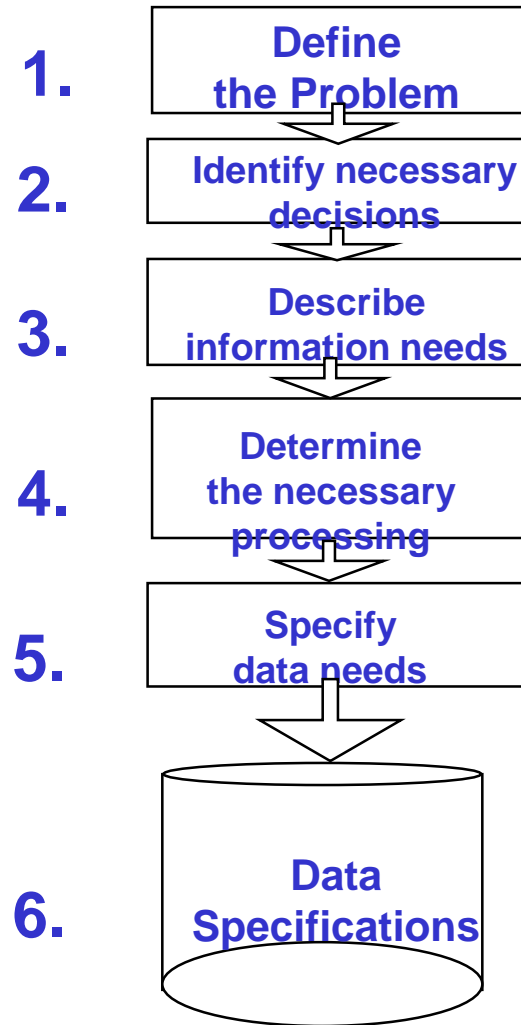 1.
Define
the Problem
2.
Identify necessary
decisions
3.
Describe
information needs
4.
Determine
the necessary
processing
5.
Specify
data needs
6.
Data
Specifications